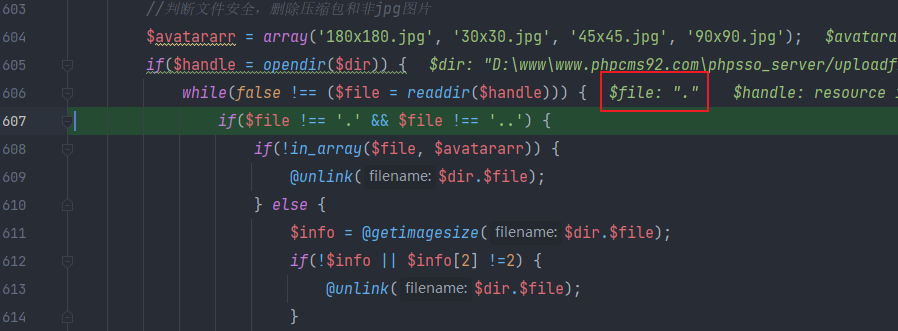 603 //判断文件安全，删除压缩包和非jpg图片
604 $avatararr = array('180x180.jpg', '30x30.jpg', '45x45.jpg', '90x90.jpg'); $avatara
605 if($handle = opendir($dir)) { $dir: "D:\www\www.phpcms92.com\phpsso_server/uploadf
606 while(false !== ($file = readdir($handle))) { $file: "." $handle: resource i
607 if($file !== '.' && $file !== '..') {
608 if(!in_array($file, $avatararr)) {
609 @unlink( filename: $dir.$file);
610 } else {
611 $info = @getimagesize( filename: $dir.$file);
612 if(!$info || $info[2] !=2) {
613 @unlink( filename: $dir.$file);
614 }